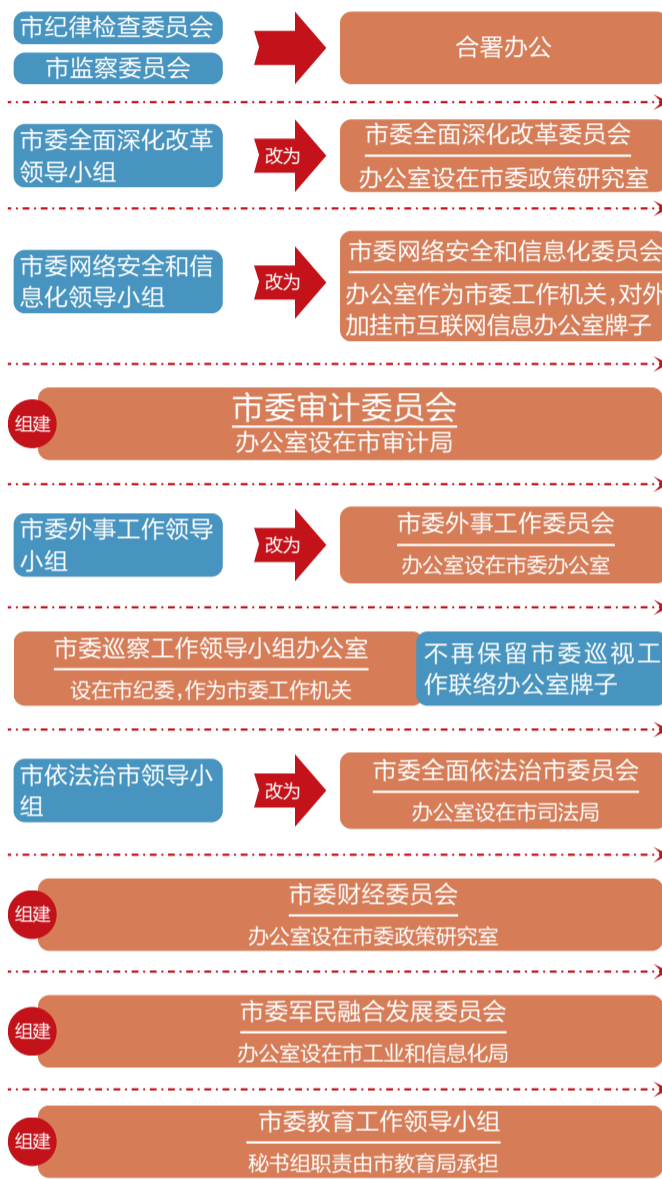 市纪律检查委员会
市监察委员会
合署办公
市委全面深化改革
领导小组
改为
市委全面深化改革委员会
办公室设在市委政策研究室
市委网络安全和信
息化领导小组
改为
市委网络安全和信息化委员会
办公室作为市委工作机关,对外
加挂市互联网信息办公室牌子
组建
市委审计委员会
办公室设在市审计局
市委外事工作领导
小组
改为
市委外事工作委员会
办公室设在市委办公室
市委巡察工作领导小组办公室
设在市纪委,作为市委工作机关
不再保留市委巡视工
作联络办公室牌子
市依法治市领导小
组
改为
市委全面依法治市委员会
办公室设在市司法局
组建
市委财经委员会
办公室设在市委政策研究室
组建
市委军民融合发展委员会
办公室设在市工业和信息化局
组建
市委教育工作领导小组
秘书组职责由市教育局承担